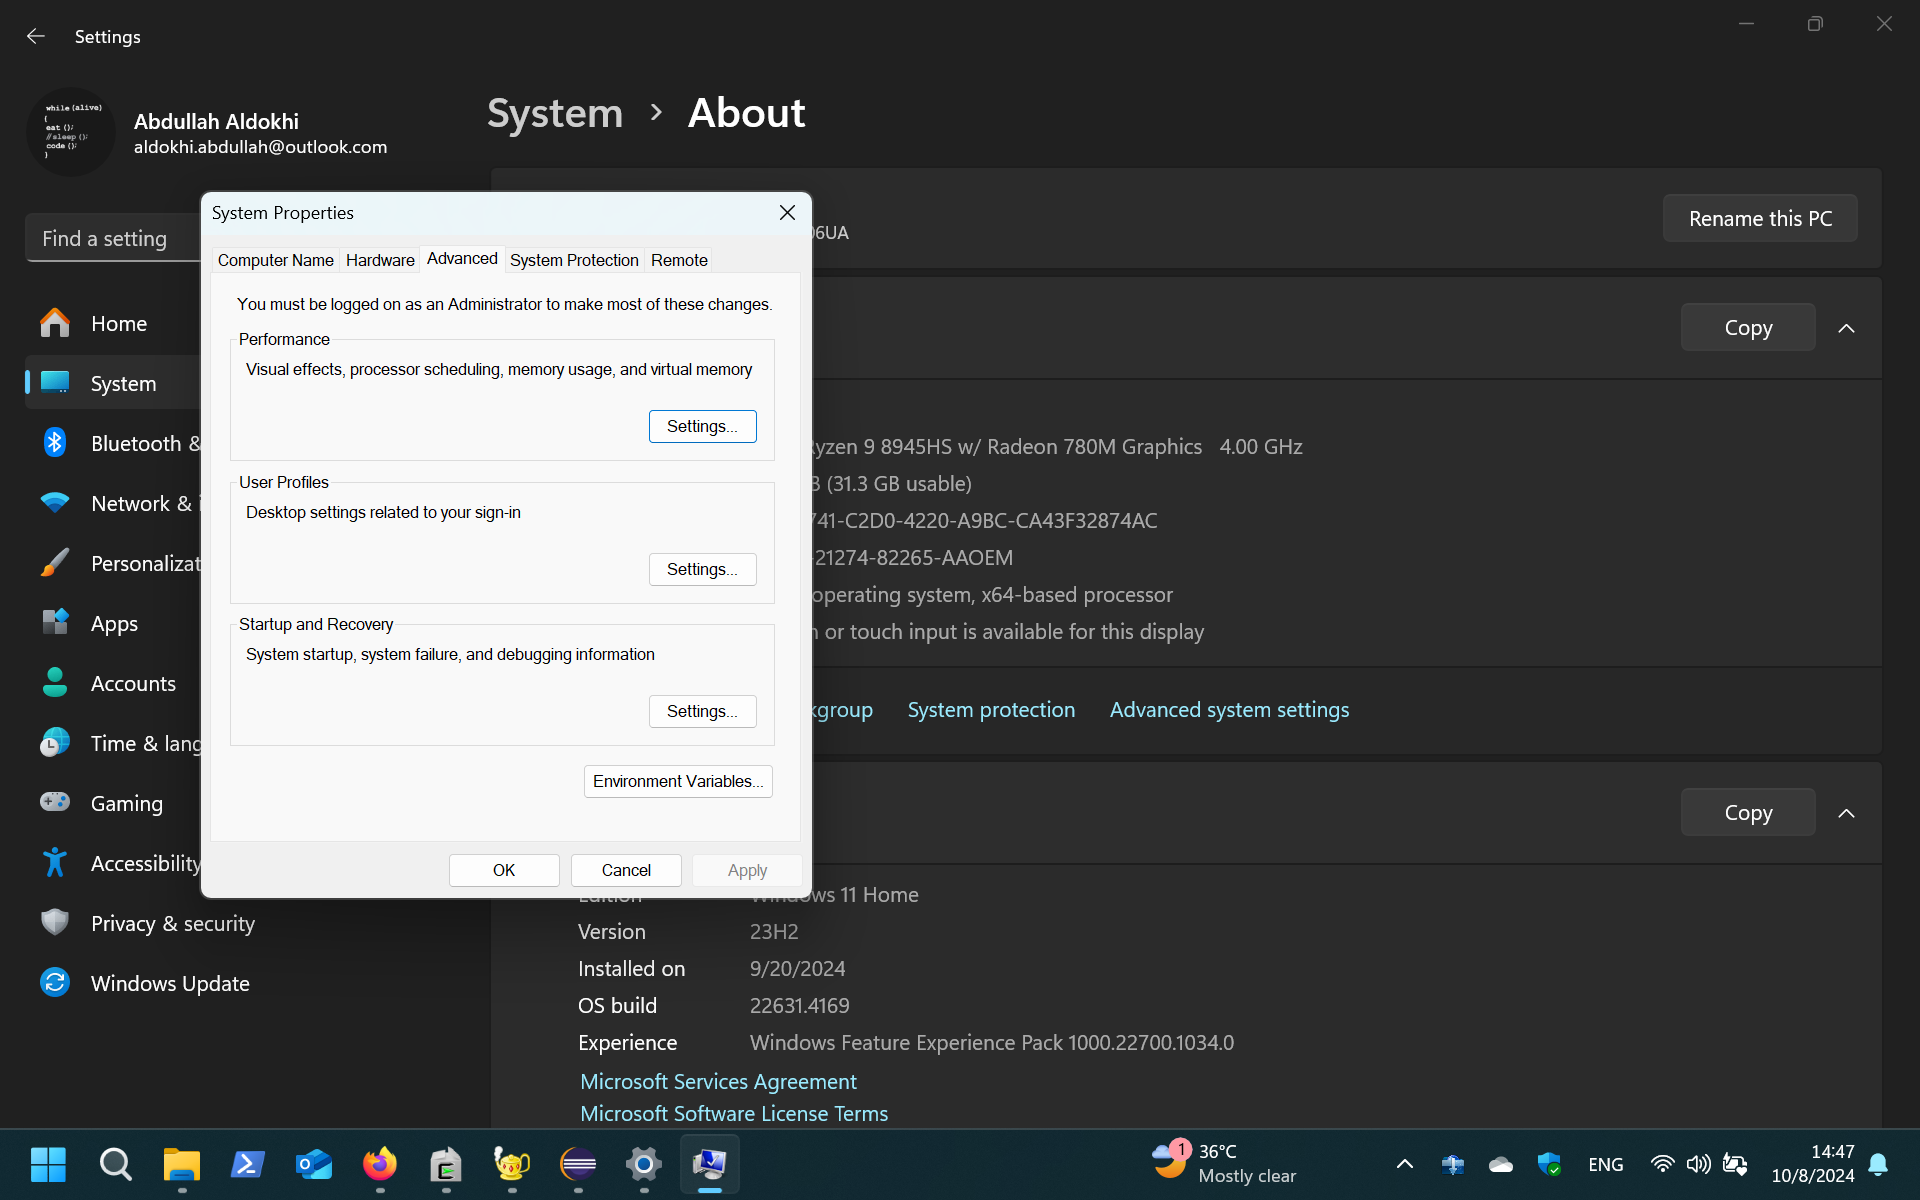 Settings
while (alive)
{
eat ();
//sleep ();
code ();
}
Abdullah Aldokhi
aldokhi.abdullah@outlook.com
Find a setting
Home
System
Bluetooth &
Network &
Personalizat
Apps
Accounts
Time & lang
Gaming
Accessibility
Privacy & security
Windows Update
System > About
06UA
Rename this PC
Copy
Ryzen 9 8945HS w/ Radeon 780M Graphics 4.00 GHz
(31.3 GB usable)
741-C2D0-4220-A9BC-CA43F32874AC
-21274-82265-AAOEM
operating system, x64-based processor
or touch input is available for this display
kgroup
System protection
Advanced system settings
Copy
Edition Windows 11 Home
Version 23H2
Installed on 9/20/2024
OS build 22631.4169
Experience Windows Feature Experience Pack 1000.22700.1034.0
Microsoft Services Agreement
Microsoft Software License Terms
System Properties
Computer Name
Hardware
Advanced
System Protection
Remote
You must be logged on as an Administrator to make most of these changes.
Performance
Visual effects, processor scheduling, memory usage, and virtual memory
Settings...
User Profiles
Desktop settings related to your sign-in
Settings...
Startup and Recovery
System startup, system failure, and debugging information
Settings...
Environment Variables...
OK
Cancel
Apply
1
36°C
Mostly clear
ENG
14:47
10/8/2024